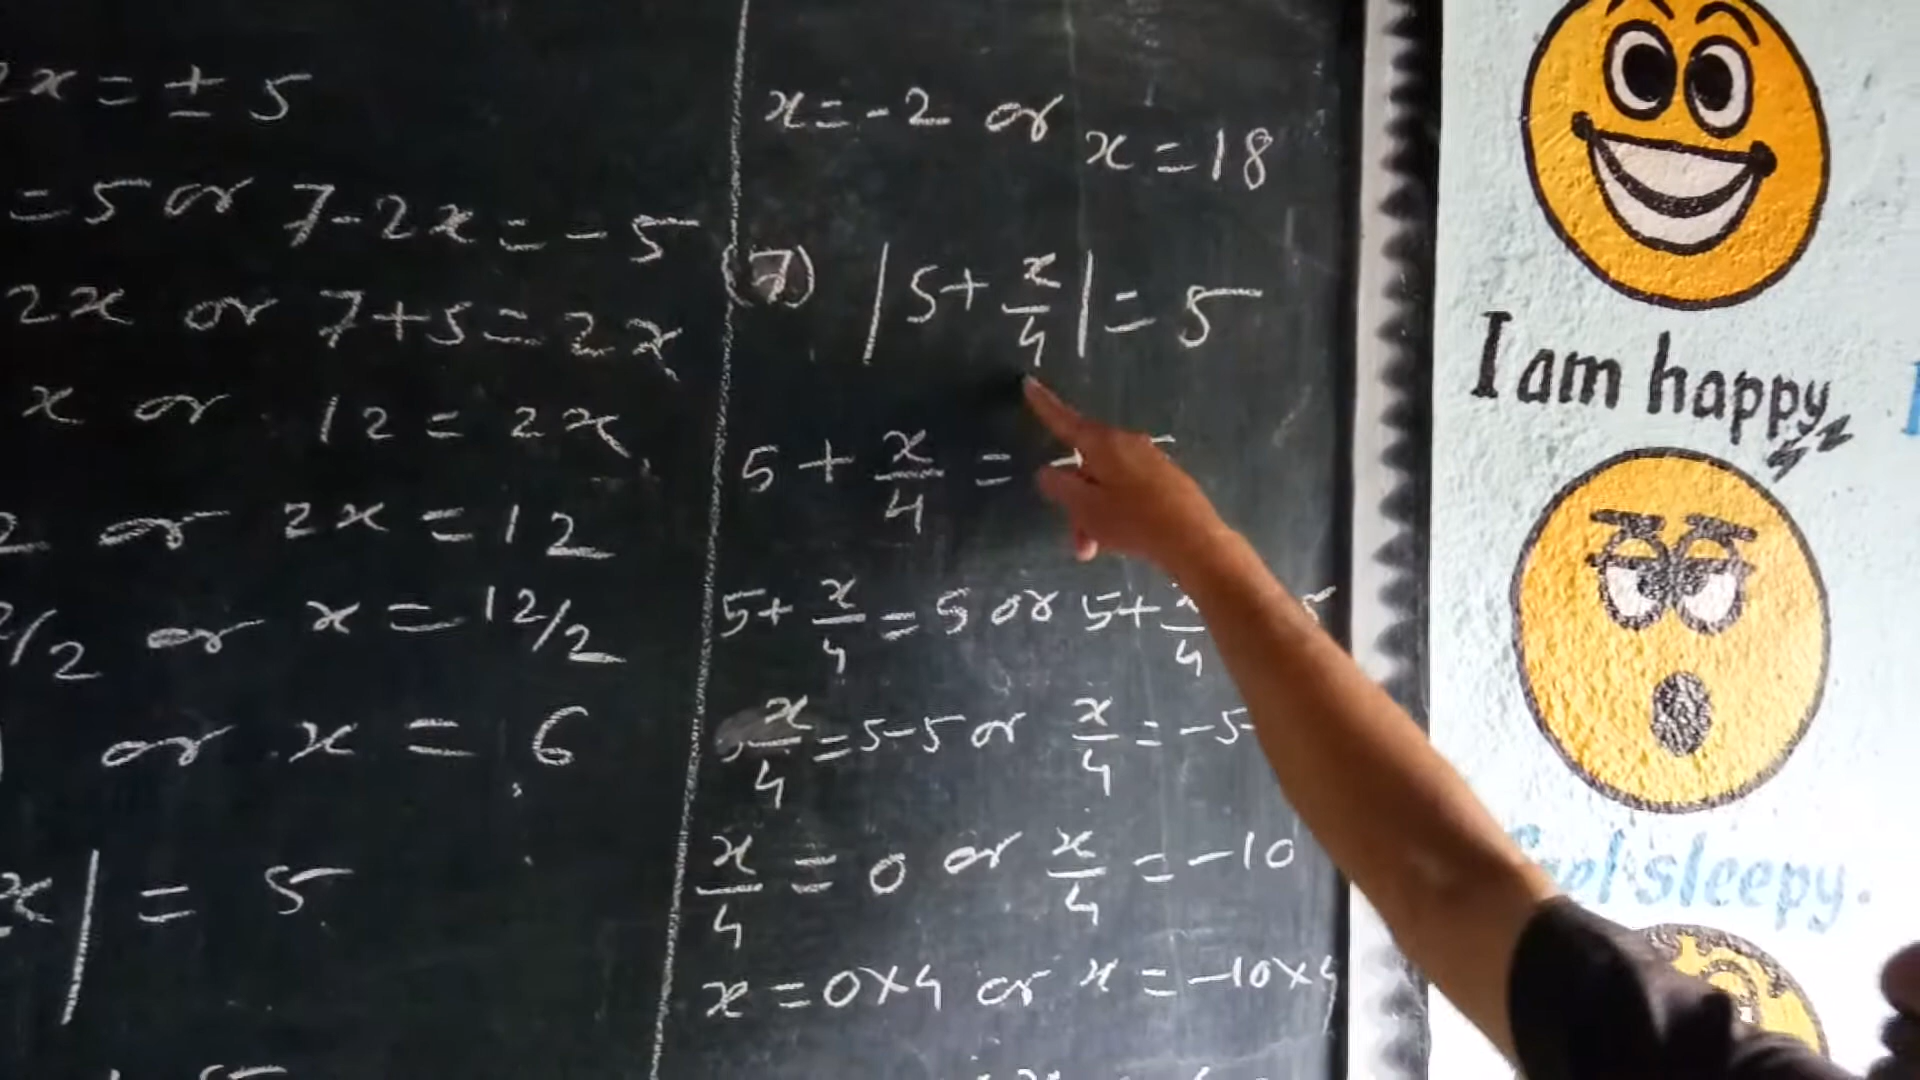 2x = ± 5
= 5 or 7-2x = -5
2x or 7+5 = 2x
x or 12 = 2x
2 or 2x = 12
2/2 or x = 12/2
or x = 6
x| = 5
x = -2 or x = 18
(7) |5 + x/4| = 5
5 + x/4 =
5 + x/4 = 5 or 5 + x/4
x/4 = 5-5 or x/4 = -5-
x/4 = 0 or x/4 = -10
x = 0×4 or x = -10×4
I am happy
feel sleepy.